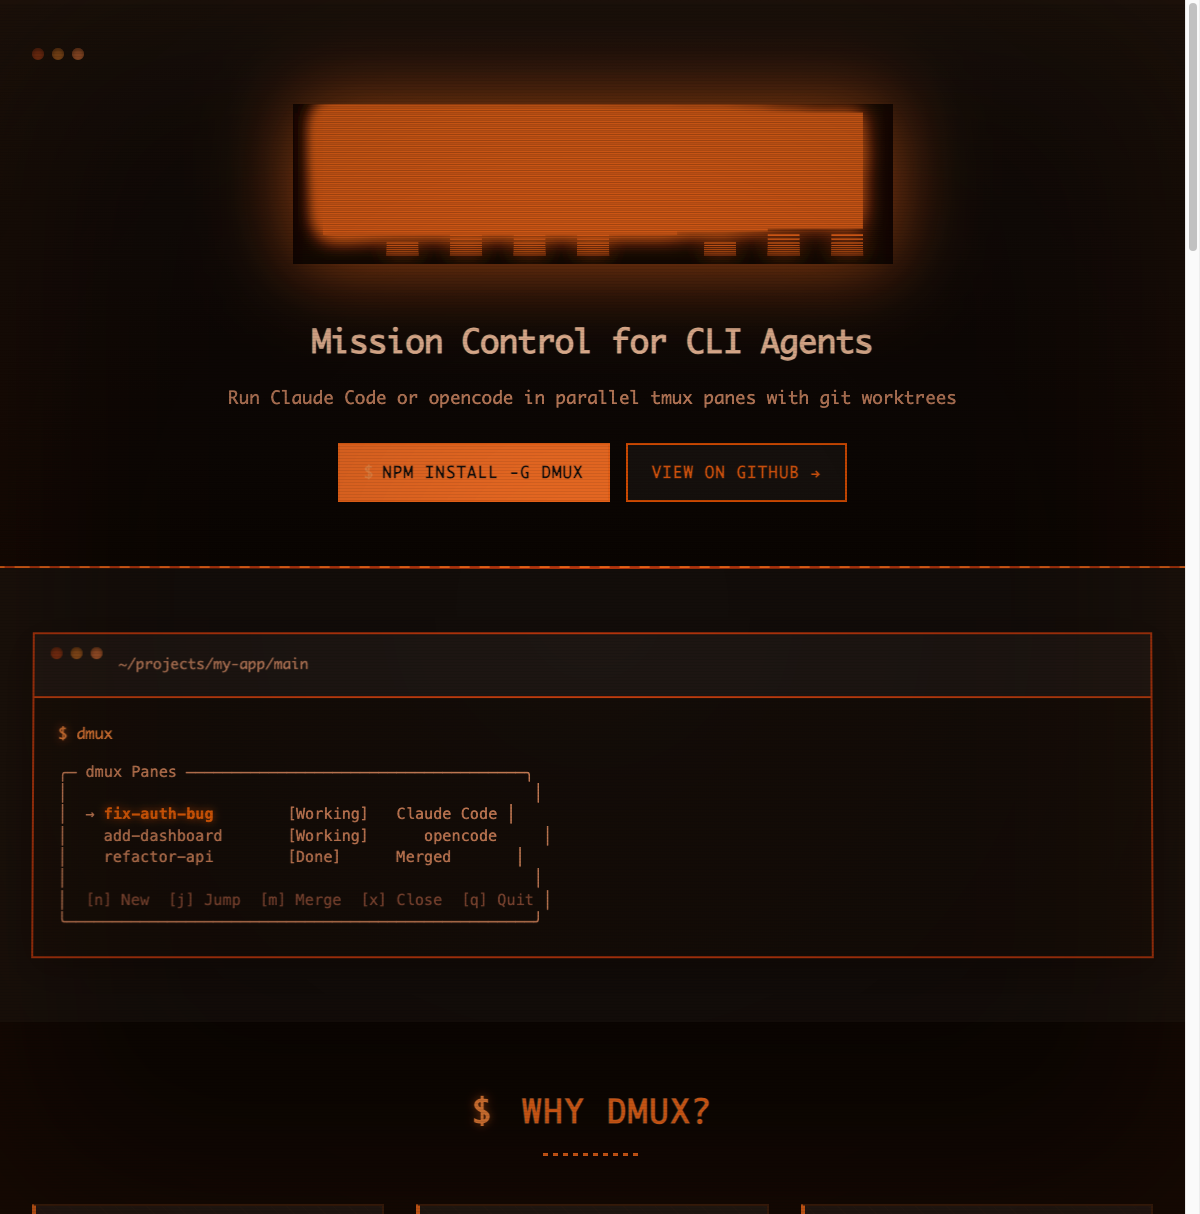 Mission Control for CLI Agents
Run Claude Code or opencode in parallel tmux panes with git worktrees
$ NPM INSTALL -G DMUX
VIEW ON GITHUB →
~/projects/my-app/main
$ dmux
dmux Panes
→ fix-auth-bug [Working] Claude Code
add-dashboard [Working] opencode
refactor-api [Done] Merged
[n] New [j] Jump [m] Merge [x] Close [q] Quit
$ WHY DMUX?